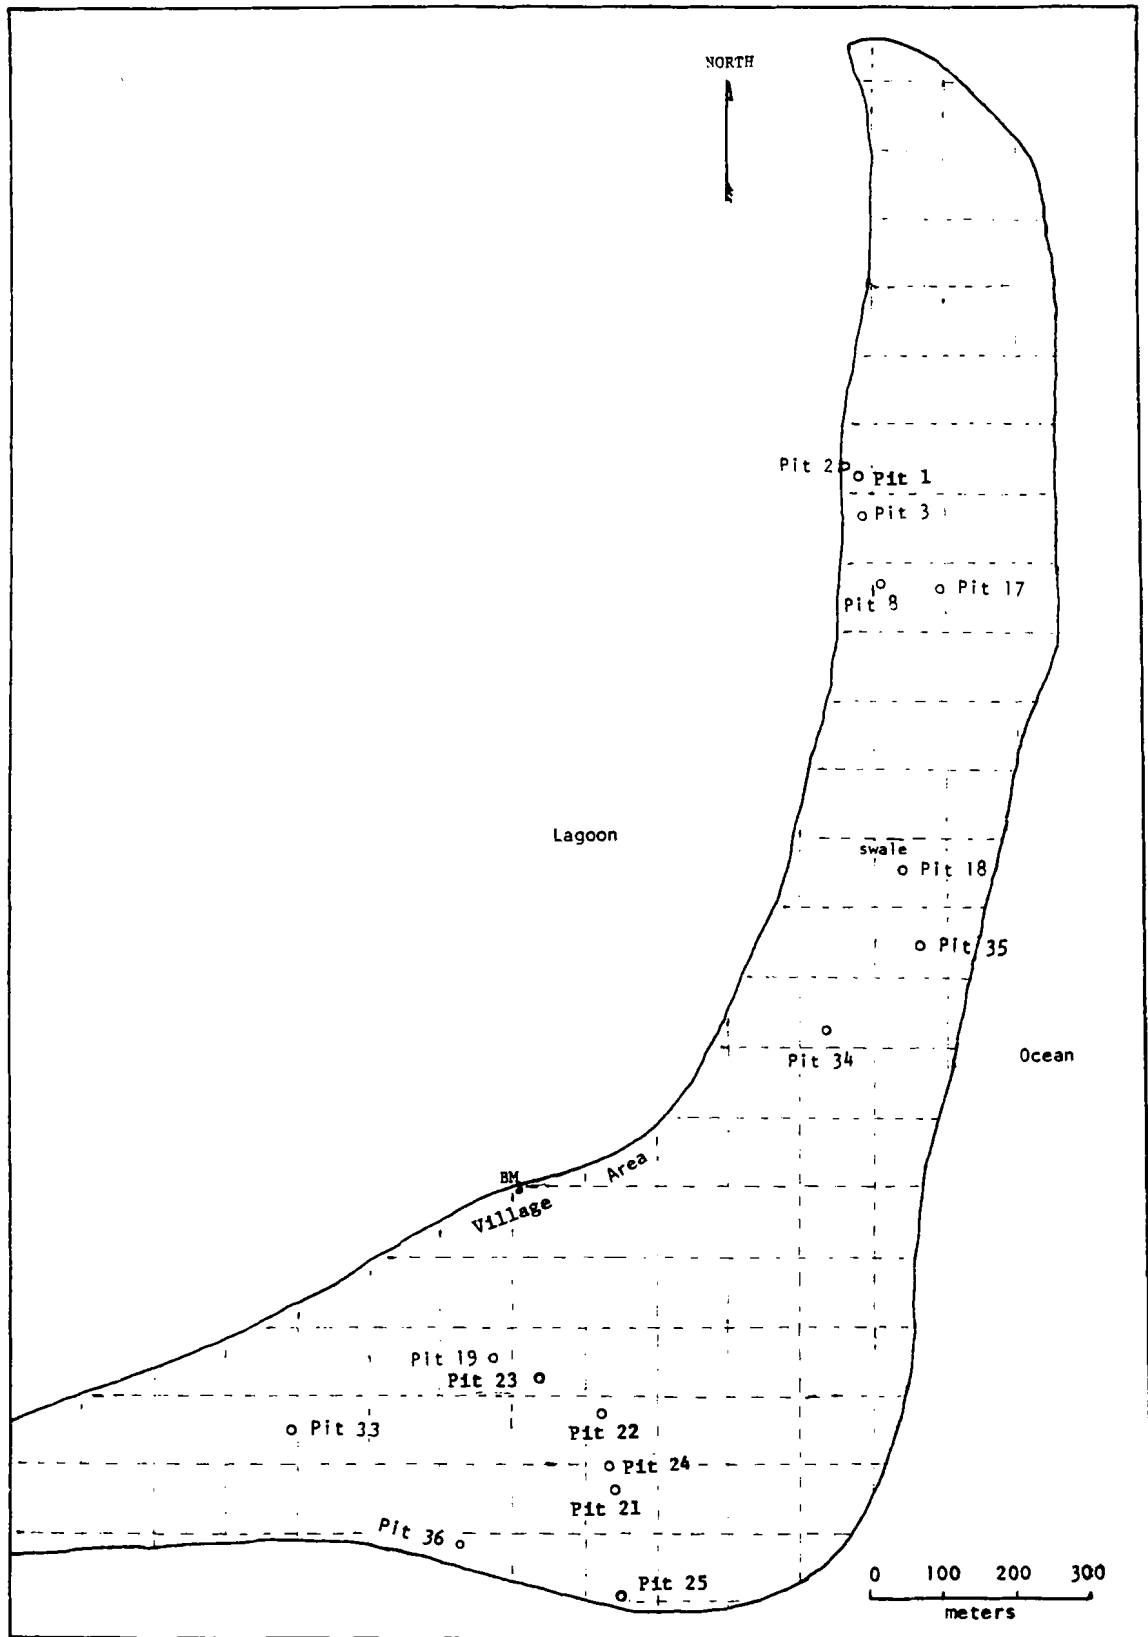 NORTH
Pit 2
Pit 1
Pit 3
Pit 17
Pit 8
Lagoon
swale
Pit 18
Pit 35
Pit 34
Ocean
BM
Village Area
Pit 19
Pit 23
Pit 33
Pit 22
Pit 24
Pit 21
Pit 36
Pit 25
0 100 200 300
meters